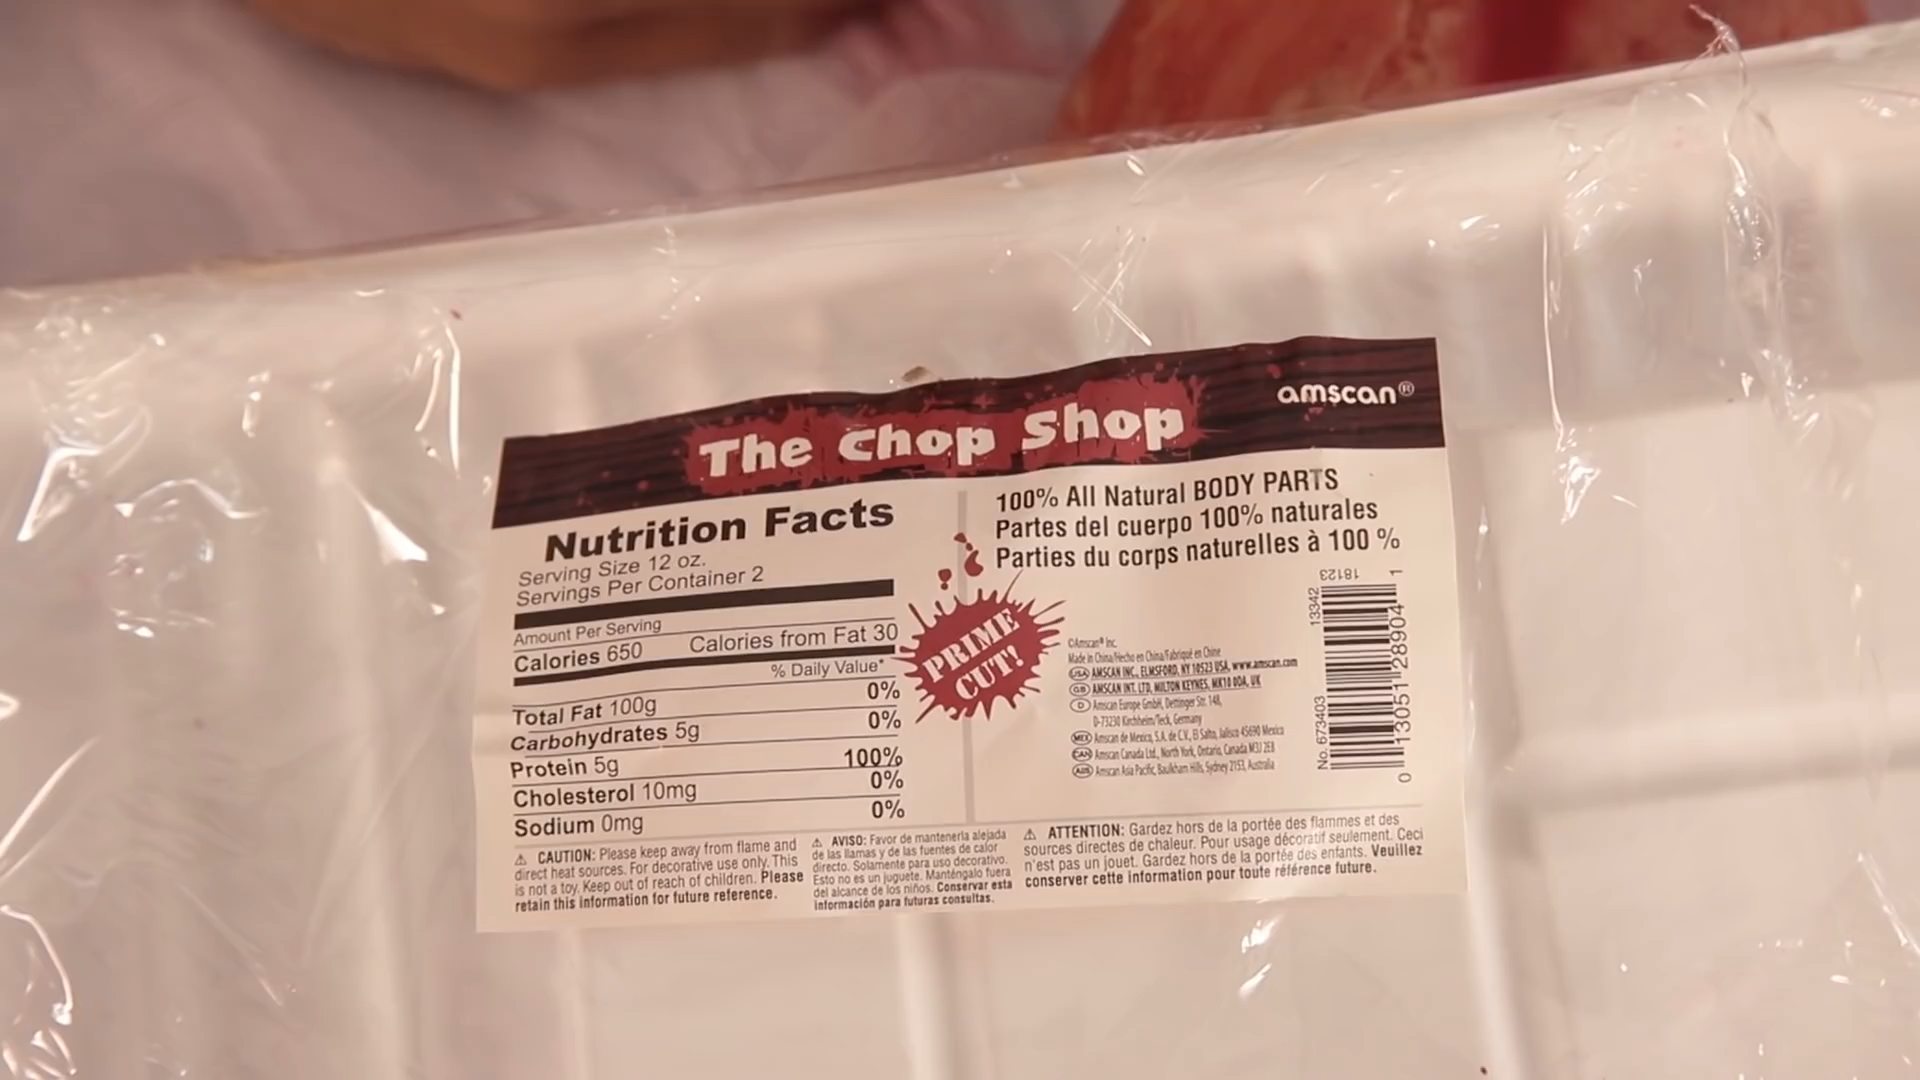 The Chop Shop
amscan®
Nutrition Facts
Serving Size 12 oz.
Servings Per Container 2
Amount Per Serving
Calories 650 Calories from Fat 30
% Daily Value*
Total Fat 100g 0%
Carbohydrates 5g 0%
Protein 5g 100%
Cholesterol 10mg 0%
Sodium 0mg 0%
100% All Natural BODY PARTS
Partes del cuerpo 100% naturales
Parties du corps naturelles à 100 %
PRIME
CUT!
©Amscan® Inc.
Made in China/Hecho en China/Fabriqué en Chine
USA AMSCAN INC., ELMSFORD, NY 10523 USA, www.amscan.com
GB AMSCAN INT. LTD, MILTON KEYNES, MK10 0DA, UK
D Amscan Europe GmbH, Dettinger Str. 148,
D-73230 Kirchheim/Teck, Germany
MEX Amscan de Mexico, S.A. de C.V., El Salto, Jalisco 45690 Mexico
CAN Amscan Canada Ltd., North York, Ontario, Canada M3J 2E8
AUS Amscan Asia Pacific, Baulkham Hills, Sydney 2153, Australia
18123
13342
No. 673403
0 13051 28904 1
⚠ CAUTION: Please keep away from flame and
direct heat sources. For decorative use only. This
is not a toy. Keep out of reach of children. Please
retain this information for future reference.
⚠ AVISO: Favor de mantenerla alejada
de las llamas y de las fuentes de calor
directo. Solamente para uso decorativo.
Esto no es un juguete. Manténgalo fuera
del alcance de los niños. Conservar esta
información para futuras consultas.
⚠ ATTENTION: Gardez hors de la portée des flammes et des
sources directes de chaleur. Pour usage décoratif seulement. Ceci
n'est pas un jouet. Gardez hors de la portée des enfants. Veuillez
conserver cette information pour toute référence future.